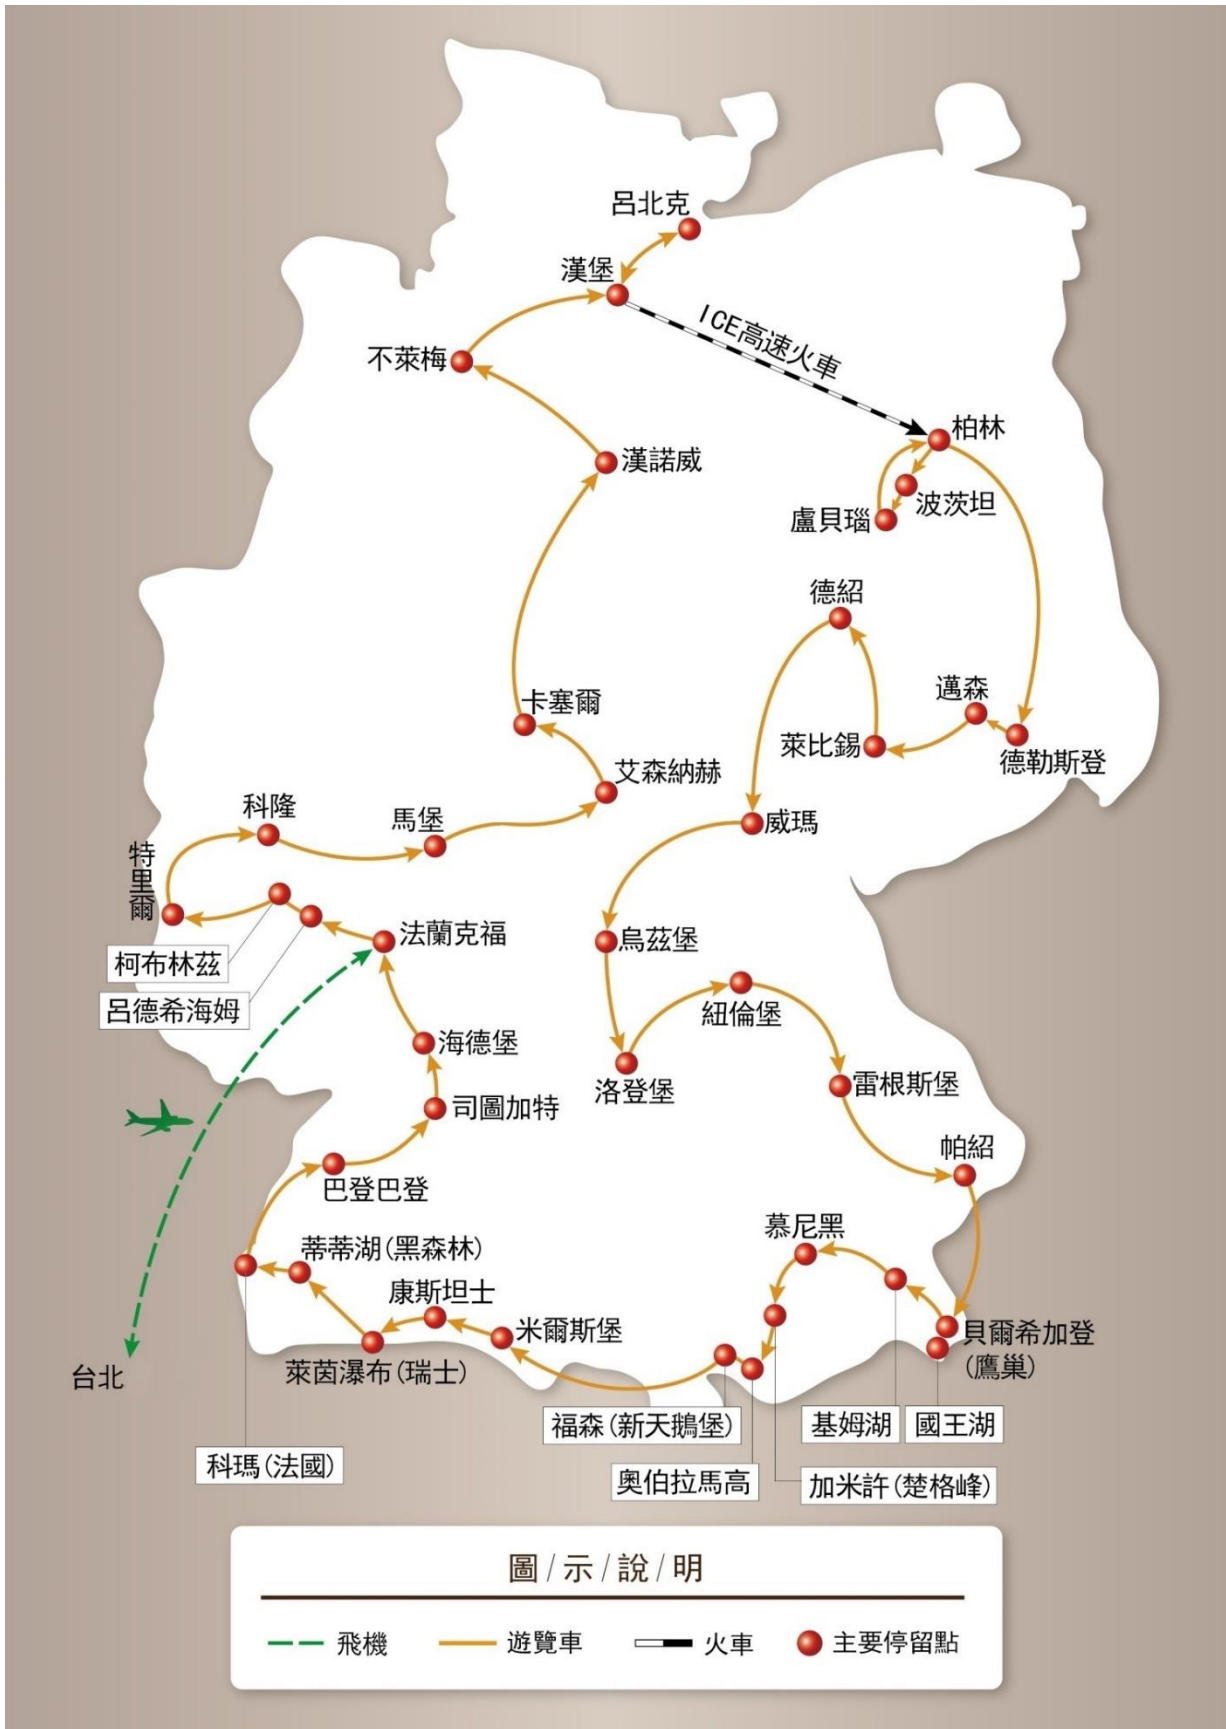 呂北克
漢堡
ICE高速火車
不萊梅
柏林
漢諾威
波茨坦
盧貝瑙
德紹
邁森
卡塞爾
萊比錫
德勒斯登
艾森納赫
科隆
馬堡
威瑪
特里爾
法蘭克福
烏茲堡
柯布林茲
呂德希海姆
紐倫堡
海德堡
洛登堡
雷根斯堡
司圖加特
帕紹
巴登巴登
慕尼黑
蒂蒂湖(黑森林)
康斯坦士
米爾斯堡
貝爾希加登
(鷹巢)
萊茵瀑布(瑞士)
台北
福森(新天鵝堡)
基姆湖
國王湖
科瑪(法國)
奧伯拉馬高
加米許(楚格峰)
圖/示/說/明
飛機
遊覽車
火車
主要停留點